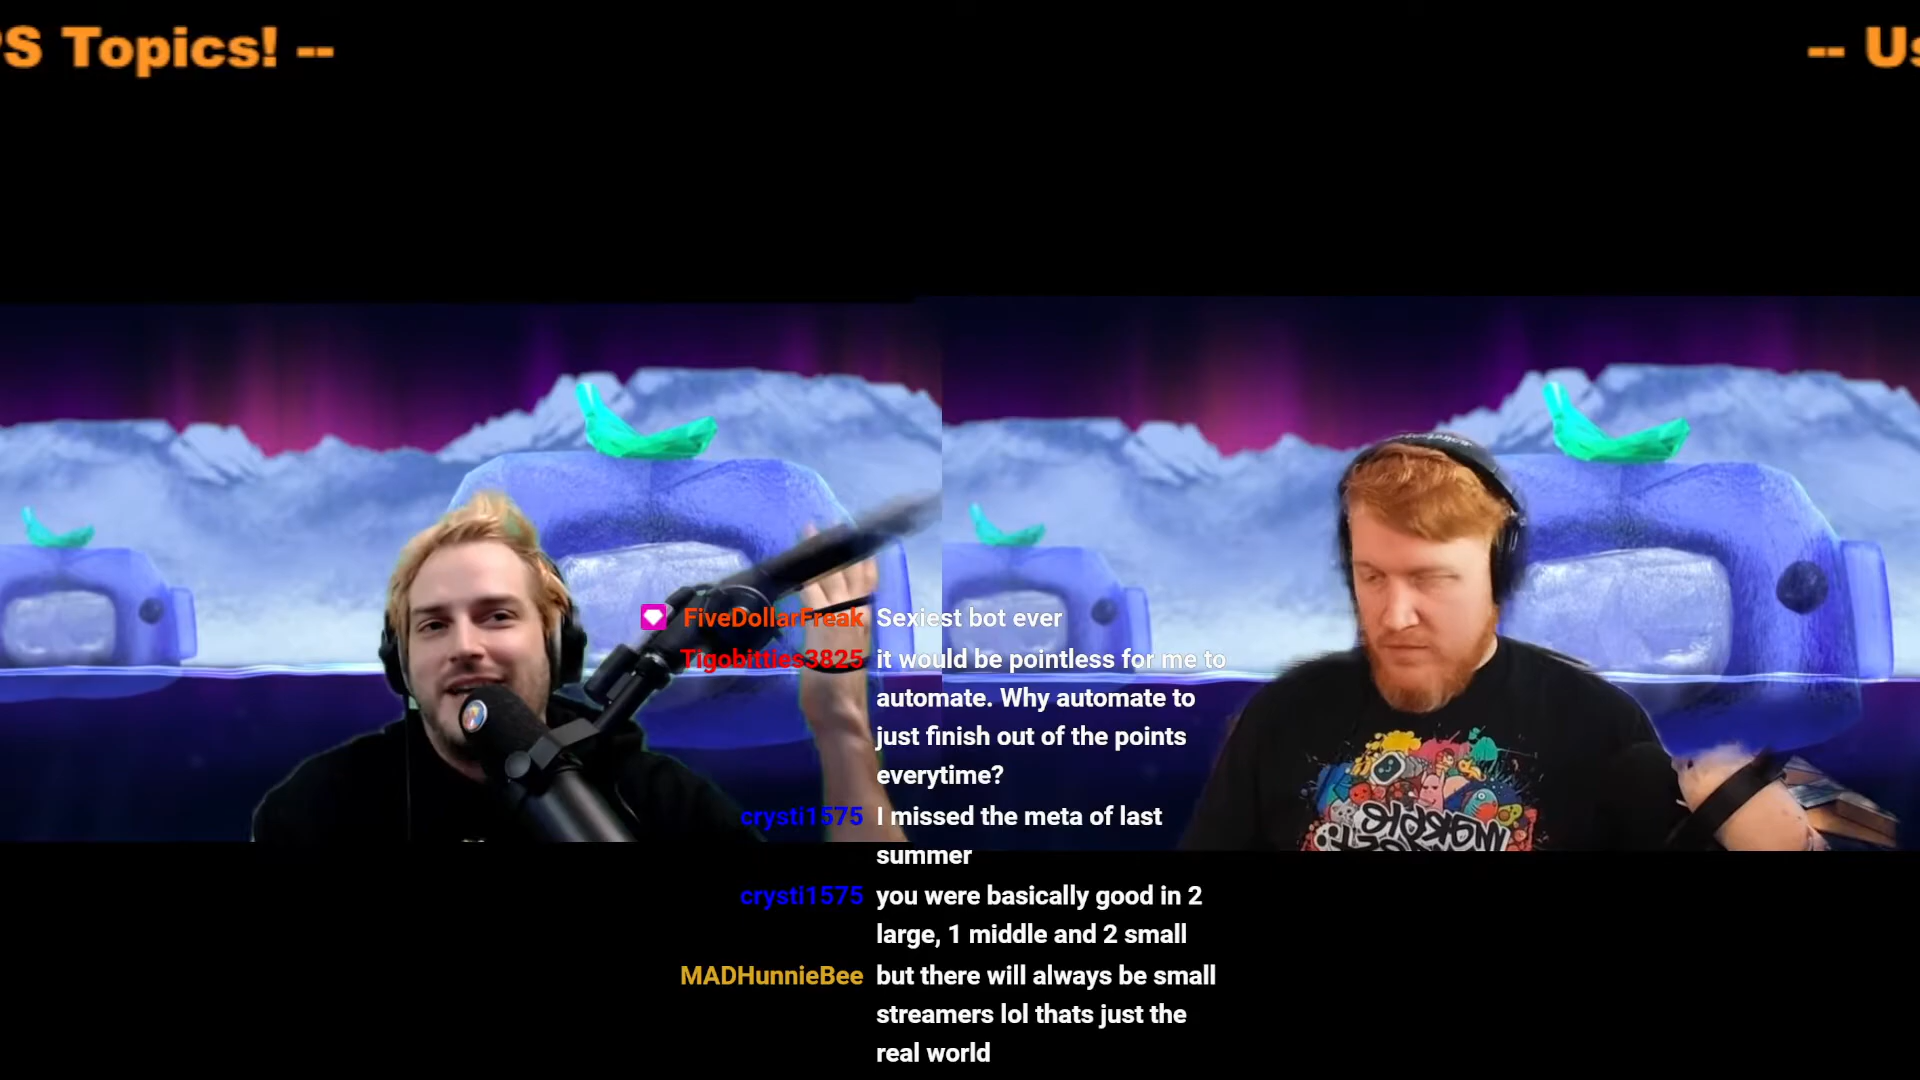 S Topics! --
-- Us
FiveDollarFreak Sexiest bot ever
Tigobitties3825 it would be pointless for me to
automate. Why automate to
just finish out of the points
everytime?
crysti1575 I missed the meta of last
summer
crysti1575 you were basically good in 2
large, 1 middle and 2 small
MADHunnieBee but there will always be small
streamers lol thats just the
real world